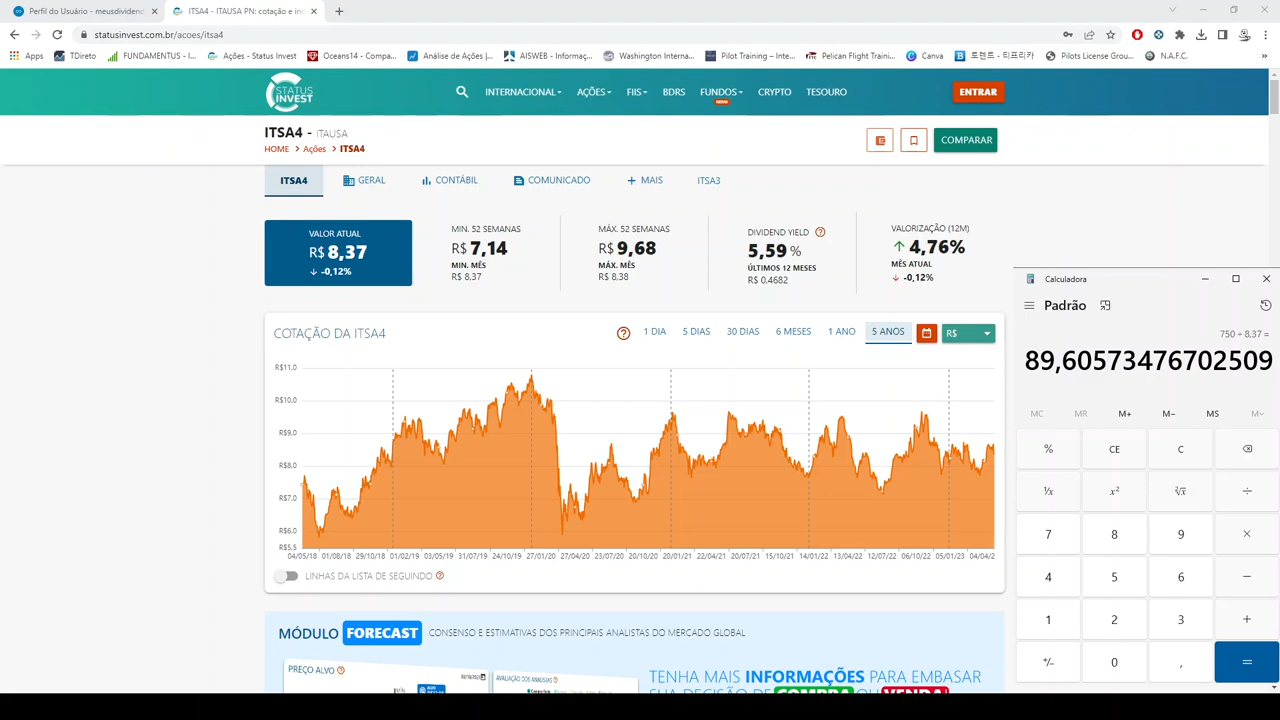 Perfil do Usuário - meusdividend
ITSA4 - ITAUSA PN: cotação e ind
statusinvest.com.br/acoes/itsa4
Apps TDireto FUNDAMENTUS - I... Ações - Status Invest Oceans14 - Compa... Análise de Ações |... AISWEB - Informaç... Washington Interna... Pilot Training – Inte... Pelican Flight Traini... Canva 토렌트 - 티프리카 Pilots License Grou... N.A.F.C. »
STATUS INVEST INTERNACIONAL AÇÕES FIIS BDRS FUNDOS CRYPTO TESOURO ENTRAR
NOVO
ITSA4 - ITAUSA
HOME > Ações > ITSA4
COMPARAR
ITSA4 GERAL CONTÁBIL COMUNICADO + MAIS ITSA3
VALOR ATUAL
R$ 8,37
-0,12%
MIN. 52 SEMANAS
R$ 7,14
MIN. MÊS
R$ 8,37
MÁX. 52 SEMANAS
R$ 9,68
MÁX. MÊS
R$ 8,38
DIVIDEND YIELD
5,59 %
ÚLTIMOS 12 MESES
R$ 0,4682
VALORIZAÇÃO (12M)
4,76%
MÊS ATUAL
-0,12%
COTAÇÃO DA ITSA4
1 DIA 5 DIAS 30 DIAS 6 MESES 1 ANO 5 ANOS R$
R$11.0
R$10.0
R$9.0
R$8.0
R$7.0
R$6.0
R$5.5
04/05/18 01/08/18 29/10/18 01/02/19 03/05/19 31/07/19 24/10/19 27/01/20 27/04/20 23/07/20 20/10/20 20/01/21 22/04/21 20/07/21 15/10/21 14/01/22 13/04/22 12/07/22 06/10/22 05/01/23 04/04/2
LINHAS DA LISTA DE SEGUINDO
MÓDULO FORECAST CONSENSO E ESTIMATIVAS DOS PRINCIPAIS ANALISTAS DO MERCADO GLOBAL
PREÇO ALVO
AVALIAÇÃO DOS ANALISTAS
TENHA MAIS INFORMAÇÕES PARA EMBASAR
SUA DECISÃO DE COMPRA OU VENDA!
Calculadora
Padrão
750 ÷ 8,37 =
89,60573476702509
MC MR M+ M− MS M˅
% CE C ⌫
¹/x x² ²√x ÷
7 8 9 ×
4 5 6 −
1 2 3 +
+/− 0 , =